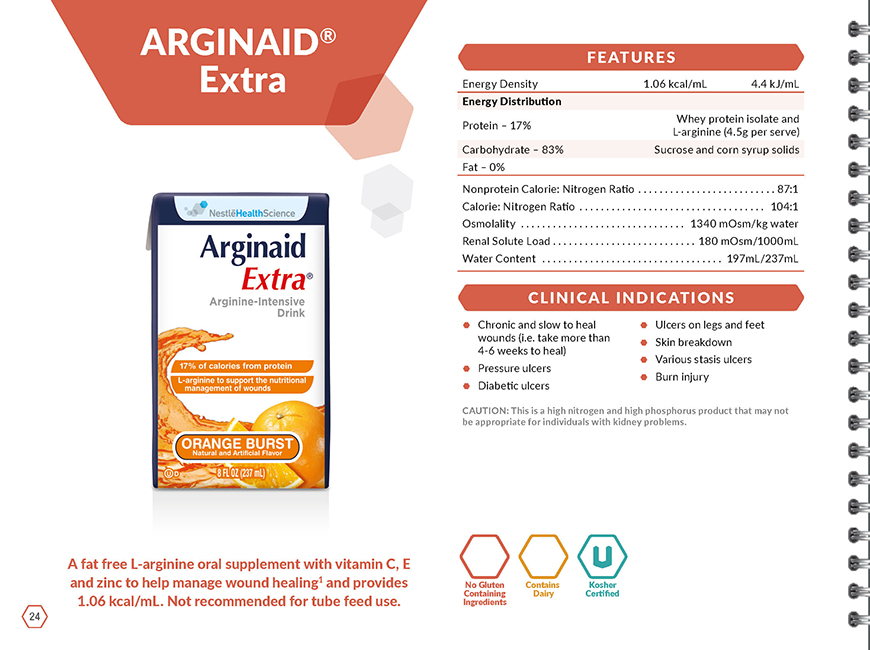 ARGINAID®
Extra
NestléHealthScience
Arginaid
Extra®
Arginine-Intensive
Drink
17% of calories from protein
L-arginine to support the nutritional
management of wounds
ORANGE BURST
Natural and Artificial Flavor
8 FL OZ (237 mL)
A fat free L-arginine oral supplement with vitamin C, E
and zinc to help manage wound healing¹ and provides
1.06 kcal/mL. Not recommended for tube feed use.
24
FEATURES
Energy Density 1.06 kcal/mL 4.4 kJ/mL
Energy Distribution
Protein – 17% Whey protein isolate and
L-arginine (4.5g per serve)
Carbohydrate – 83% Sucrose and corn syrup solids
Fat – 0%
Nonprotein Calorie: Nitrogen Ratio . . . . . . . . . . . . . . . . . . . . . . . . . 87:1
Calorie: Nitrogen Ratio . . . . . . . . . . . . . . . . . . . . . . . . . . . . . . . . . 104:1
Osmolality . . . . . . . . . . . . . . . . . . . . . . . . . . . . . 1340 mOsm/kg water
Renal Solute Load . . . . . . . . . . . . . . . . . . . . . . . . . 180 mOsm/1000mL
Water Content . . . . . . . . . . . . . . . . . . . . . . . . . . . . . . . . 197mL/237mL
CLINICAL INDICATIONS
Chronic and slow to heal
wounds (i.e. take more than
4-6 weeks to heal)
Pressure ulcers
Diabetic ulcers
Ulcers on legs and feet
Skin breakdown
Various stasis ulcers
Burn injury
CAUTION: This is a high nitrogen and high phosphorus product that may not
be appropriate for individuals with kidney problems.
No Gluten
Containing
Ingredients
Contains
Dairy
U
Kosher
Certified